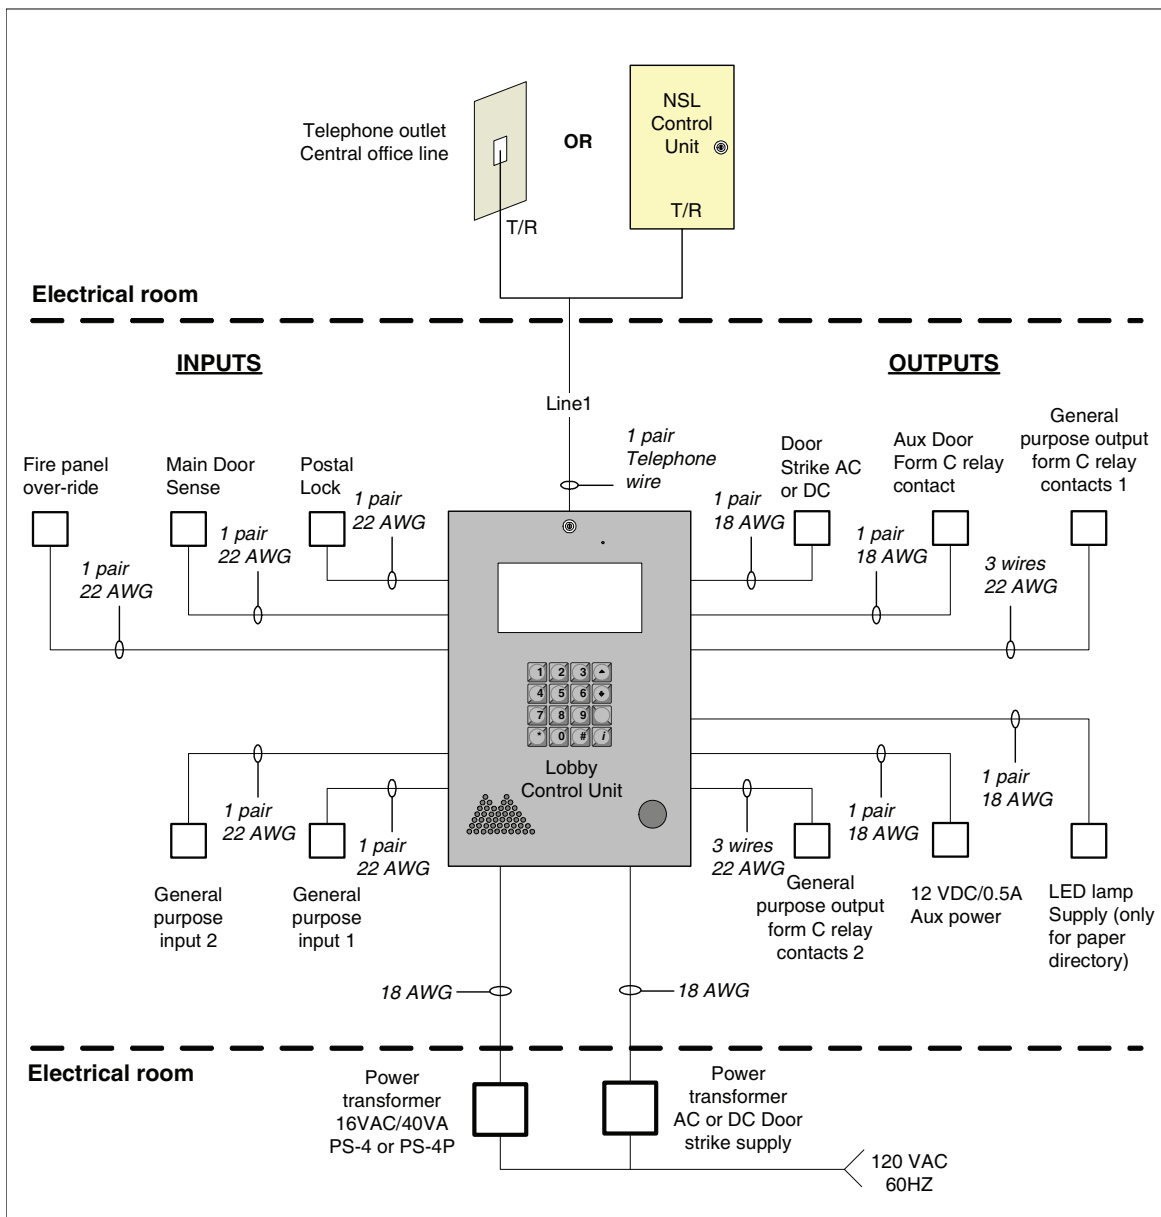 Telephone outlet
Central office line
OR
NSL
Control
Unit
T/R
T/R
Electrical room
INPUTS
OUTPUTS
Line1
1 pair
Telephone
wire
Fire panel
over-ride
Main Door
Sense
Postal
Lock
1 pair
22 AWG
1 pair
22 AWG
1 pair
22 AWG
Door
Strike AC
or DC
Aux Door
Form C relay
contact
General
purpose output
form C relay
contacts 1
1 pair
18 AWG
1 pair
18 AWG
3 wires
22 AWG
1 2 3
4 5 6
7 8 9
* 0 # i
Lobby
Control Unit
1 pair
22 AWG
1 pair
22 AWG
General
purpose
input 2
General
purpose
input 1
3 wires
22 AWG
1 pair
18 AWG
1 pair
18 AWG
General
purpose output
form C relay
contacts 2
12 VDC/0.5A
Aux power
LED lamp
Supply (only
for paper
directory)
18 AWG
18 AWG
Electrical room
Power
transformer
16VAC/40VA
PS-4 or PS-4P
Power
transformer
AC or DC Door
strike supply
120 VAC
60HZ